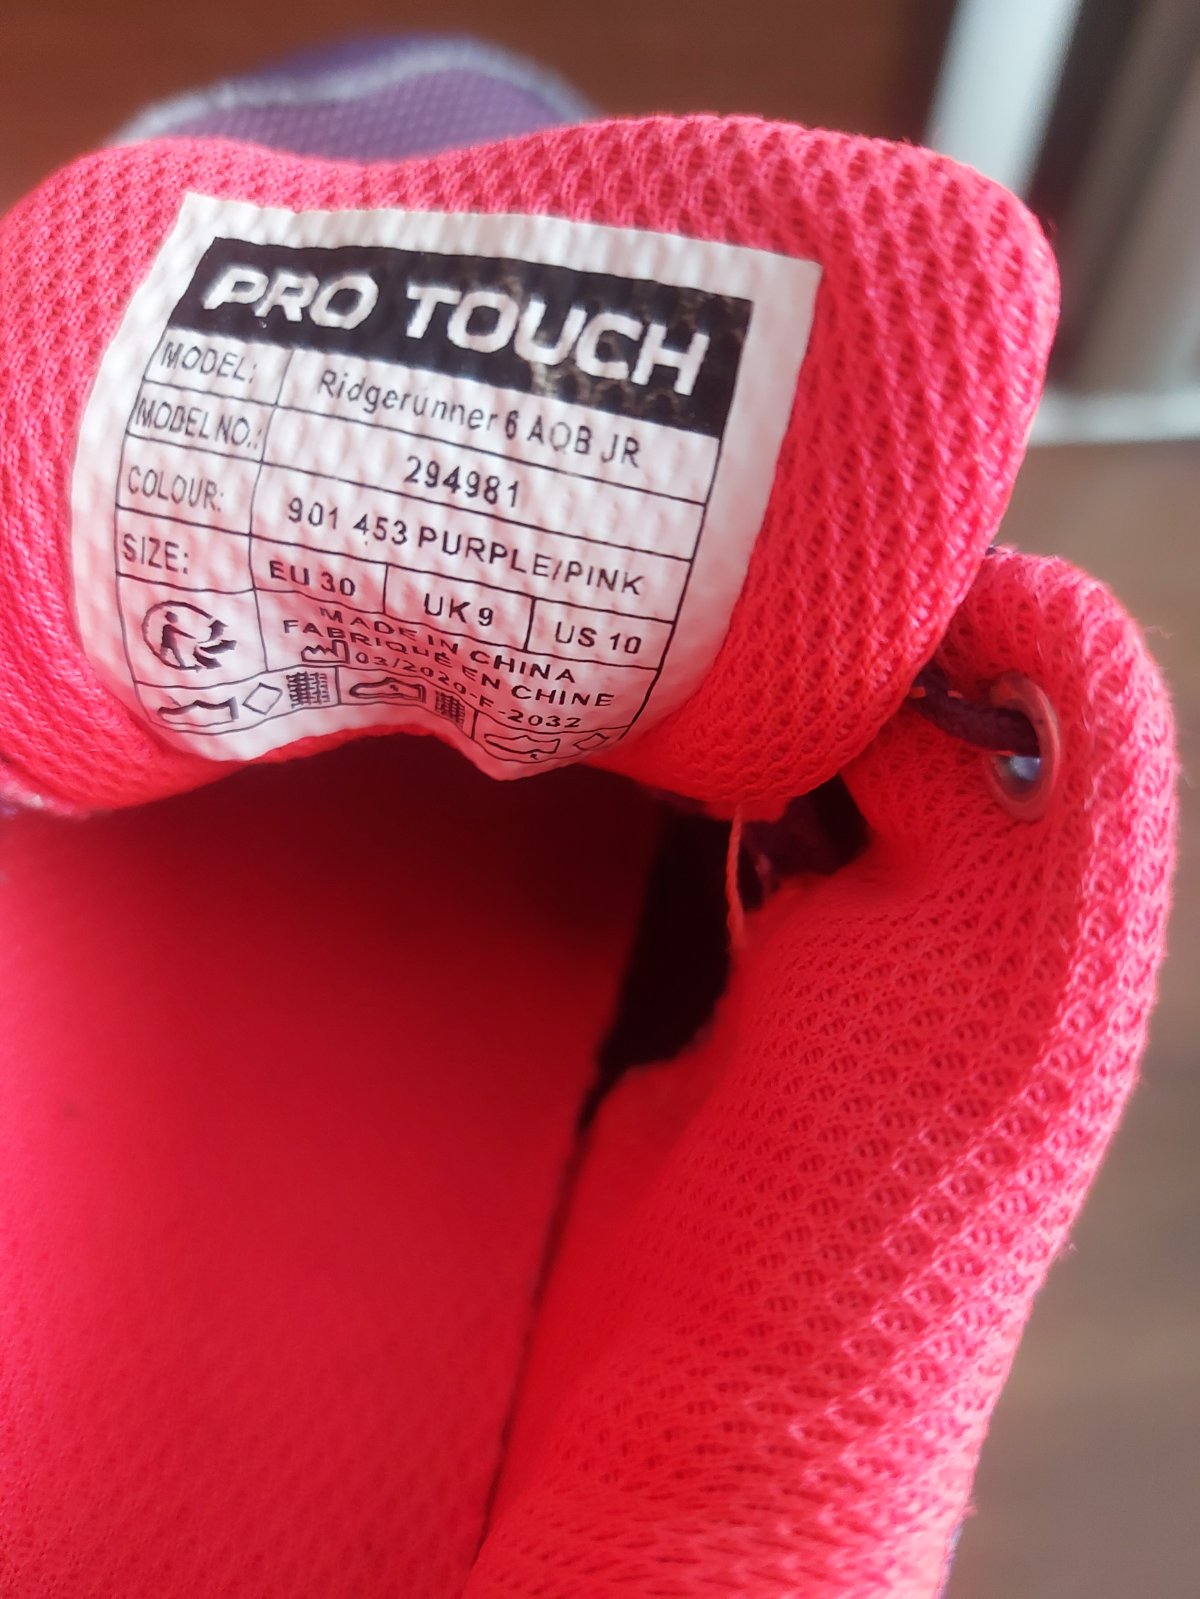 PRO TOUCH
MODEL: Ridgerunner 6 AQB JR
MODEL NO.: 294981
COLOUR: 901 453 PURPLE/PINK
SIZE: EU 30 UK 9 US 10
MADE IN CHINA
FABRIQUÉ EN CHINE
03/2020-F-2032